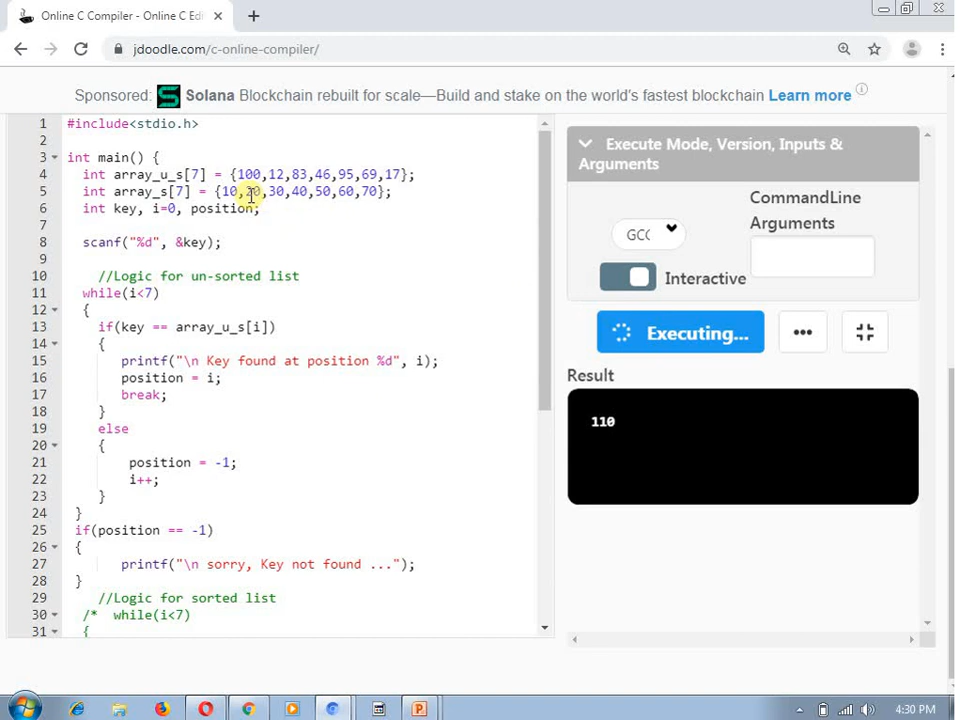 Online C Compiler - Online C Edi
jdoodle.com/c-online-compiler/
Sponsored: Solana Blockchain rebuilt for scale—Build and stake on the world's fastest blockchain Learn more
1 #include<stdio.h>
2
3 int main() {
4 int array_u_s[7] = {100,12,83,46,95,69,17};
5 int array_s[7] = {10,20,30,40,50,60,70};
6 int key, i=0, position;
7
8 scanf("%d", &key);
9
10 //Logic for un-sorted list
11 while(i<7)
12 {
13 if(key == array_u_s[i])
14 {
15 printf("\n Key found at position %d", i);
16 position = i;
17 break;
18 }
19 else
20 {
21 position = -1;
22 i++;
23 }
24 }
25 if(position == -1)
26 {
27 printf("\n sorry, Key not found ...");
28 }
29 //Logic for sorted list
30 /* while(i<7)
31 {
Execute Mode, Version, Inputs &
Arguments
CommandLine
Arguments
GCC
Interactive
Executing...
Result
110
4:30 PM